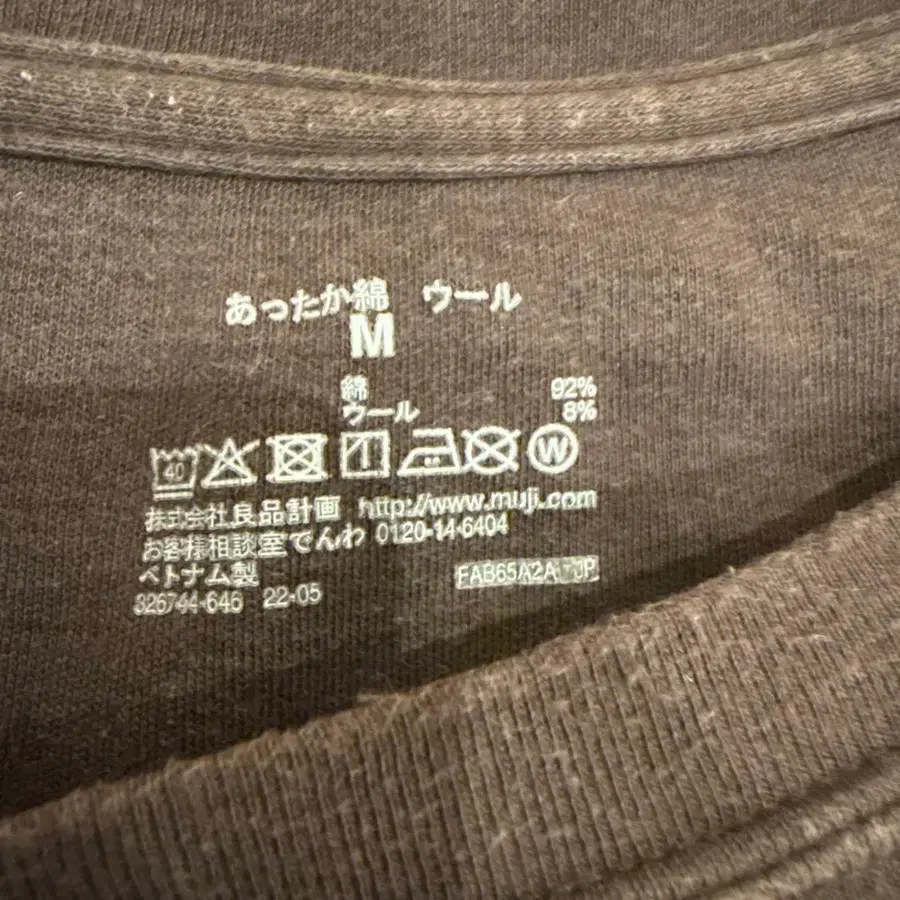 あったか綿 ウール
M
綿 92%
ウール 8%
40 W
株式会社良品計画 http://www.muji.com
お客様相談室でんわ 0120-14-6404
ベトナム製
326744-646 22-05
FAB65A2A JP